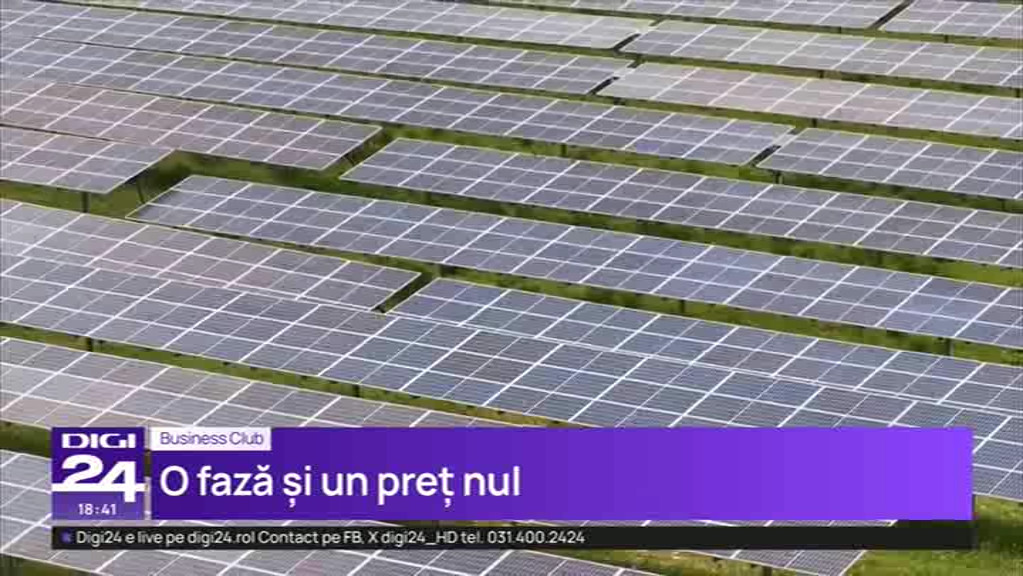 DIGI
24
18:41
Business Club
O fază și un preț nul
Digi24 e live pe digi24.ro! Contact pe FB, X digi24_HD tel. 031.400.2424